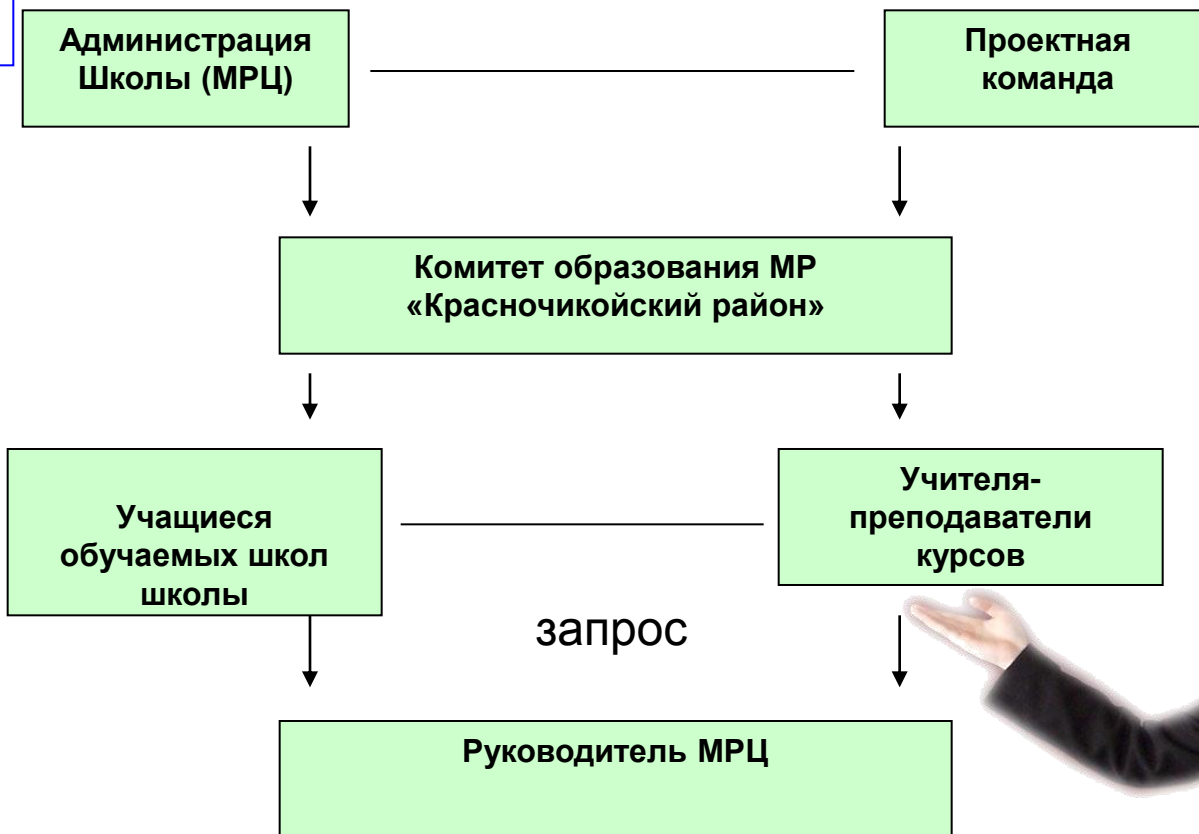 Администрация
Школы (МРЦ)
Проектная
команда
Комитет образования МР
«Красночикойский район»
Учащиеся
обучаемых школ
школы
Учителя-
преподаватели
курсов
запрос
Руководитель МРЦ